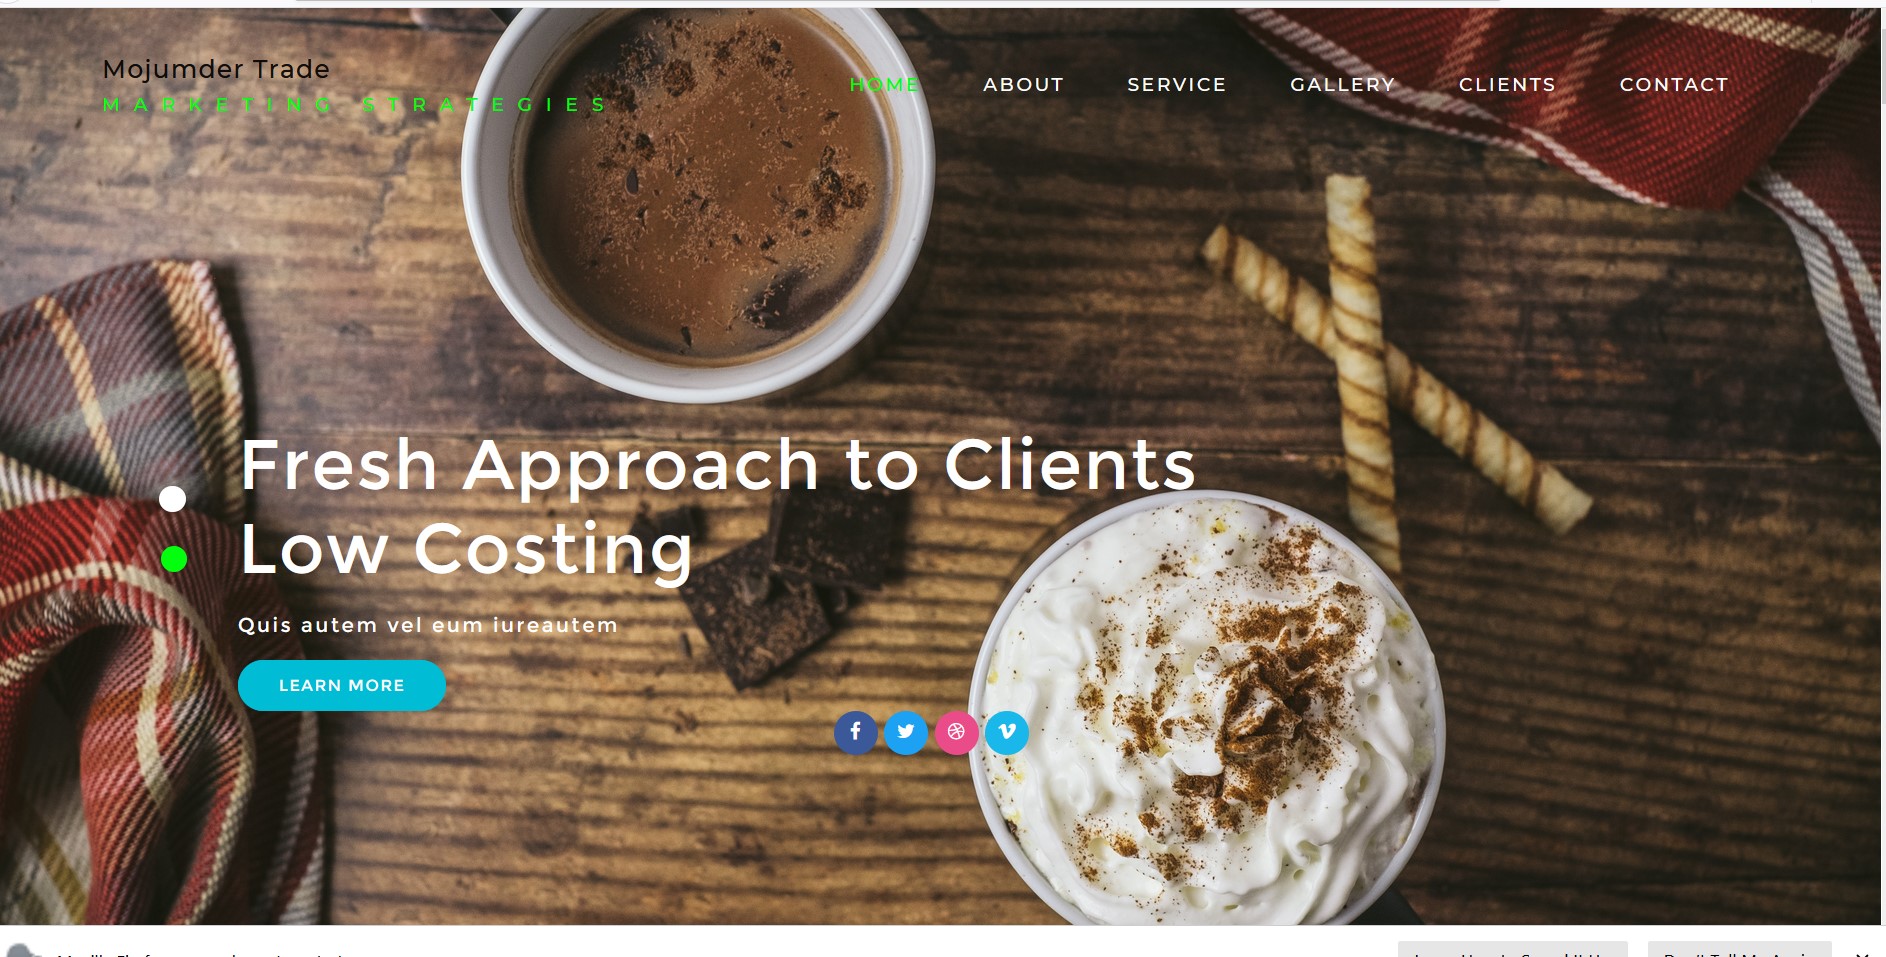 Mojumder Trade
MARKETING STRATEGIES
HOME ABOUT SERVICE GALLERY CLIENTS CONTACT
Fresh Approach to Clients
Low Costing
Quis autem vel eum iureautem
LEARN MORE